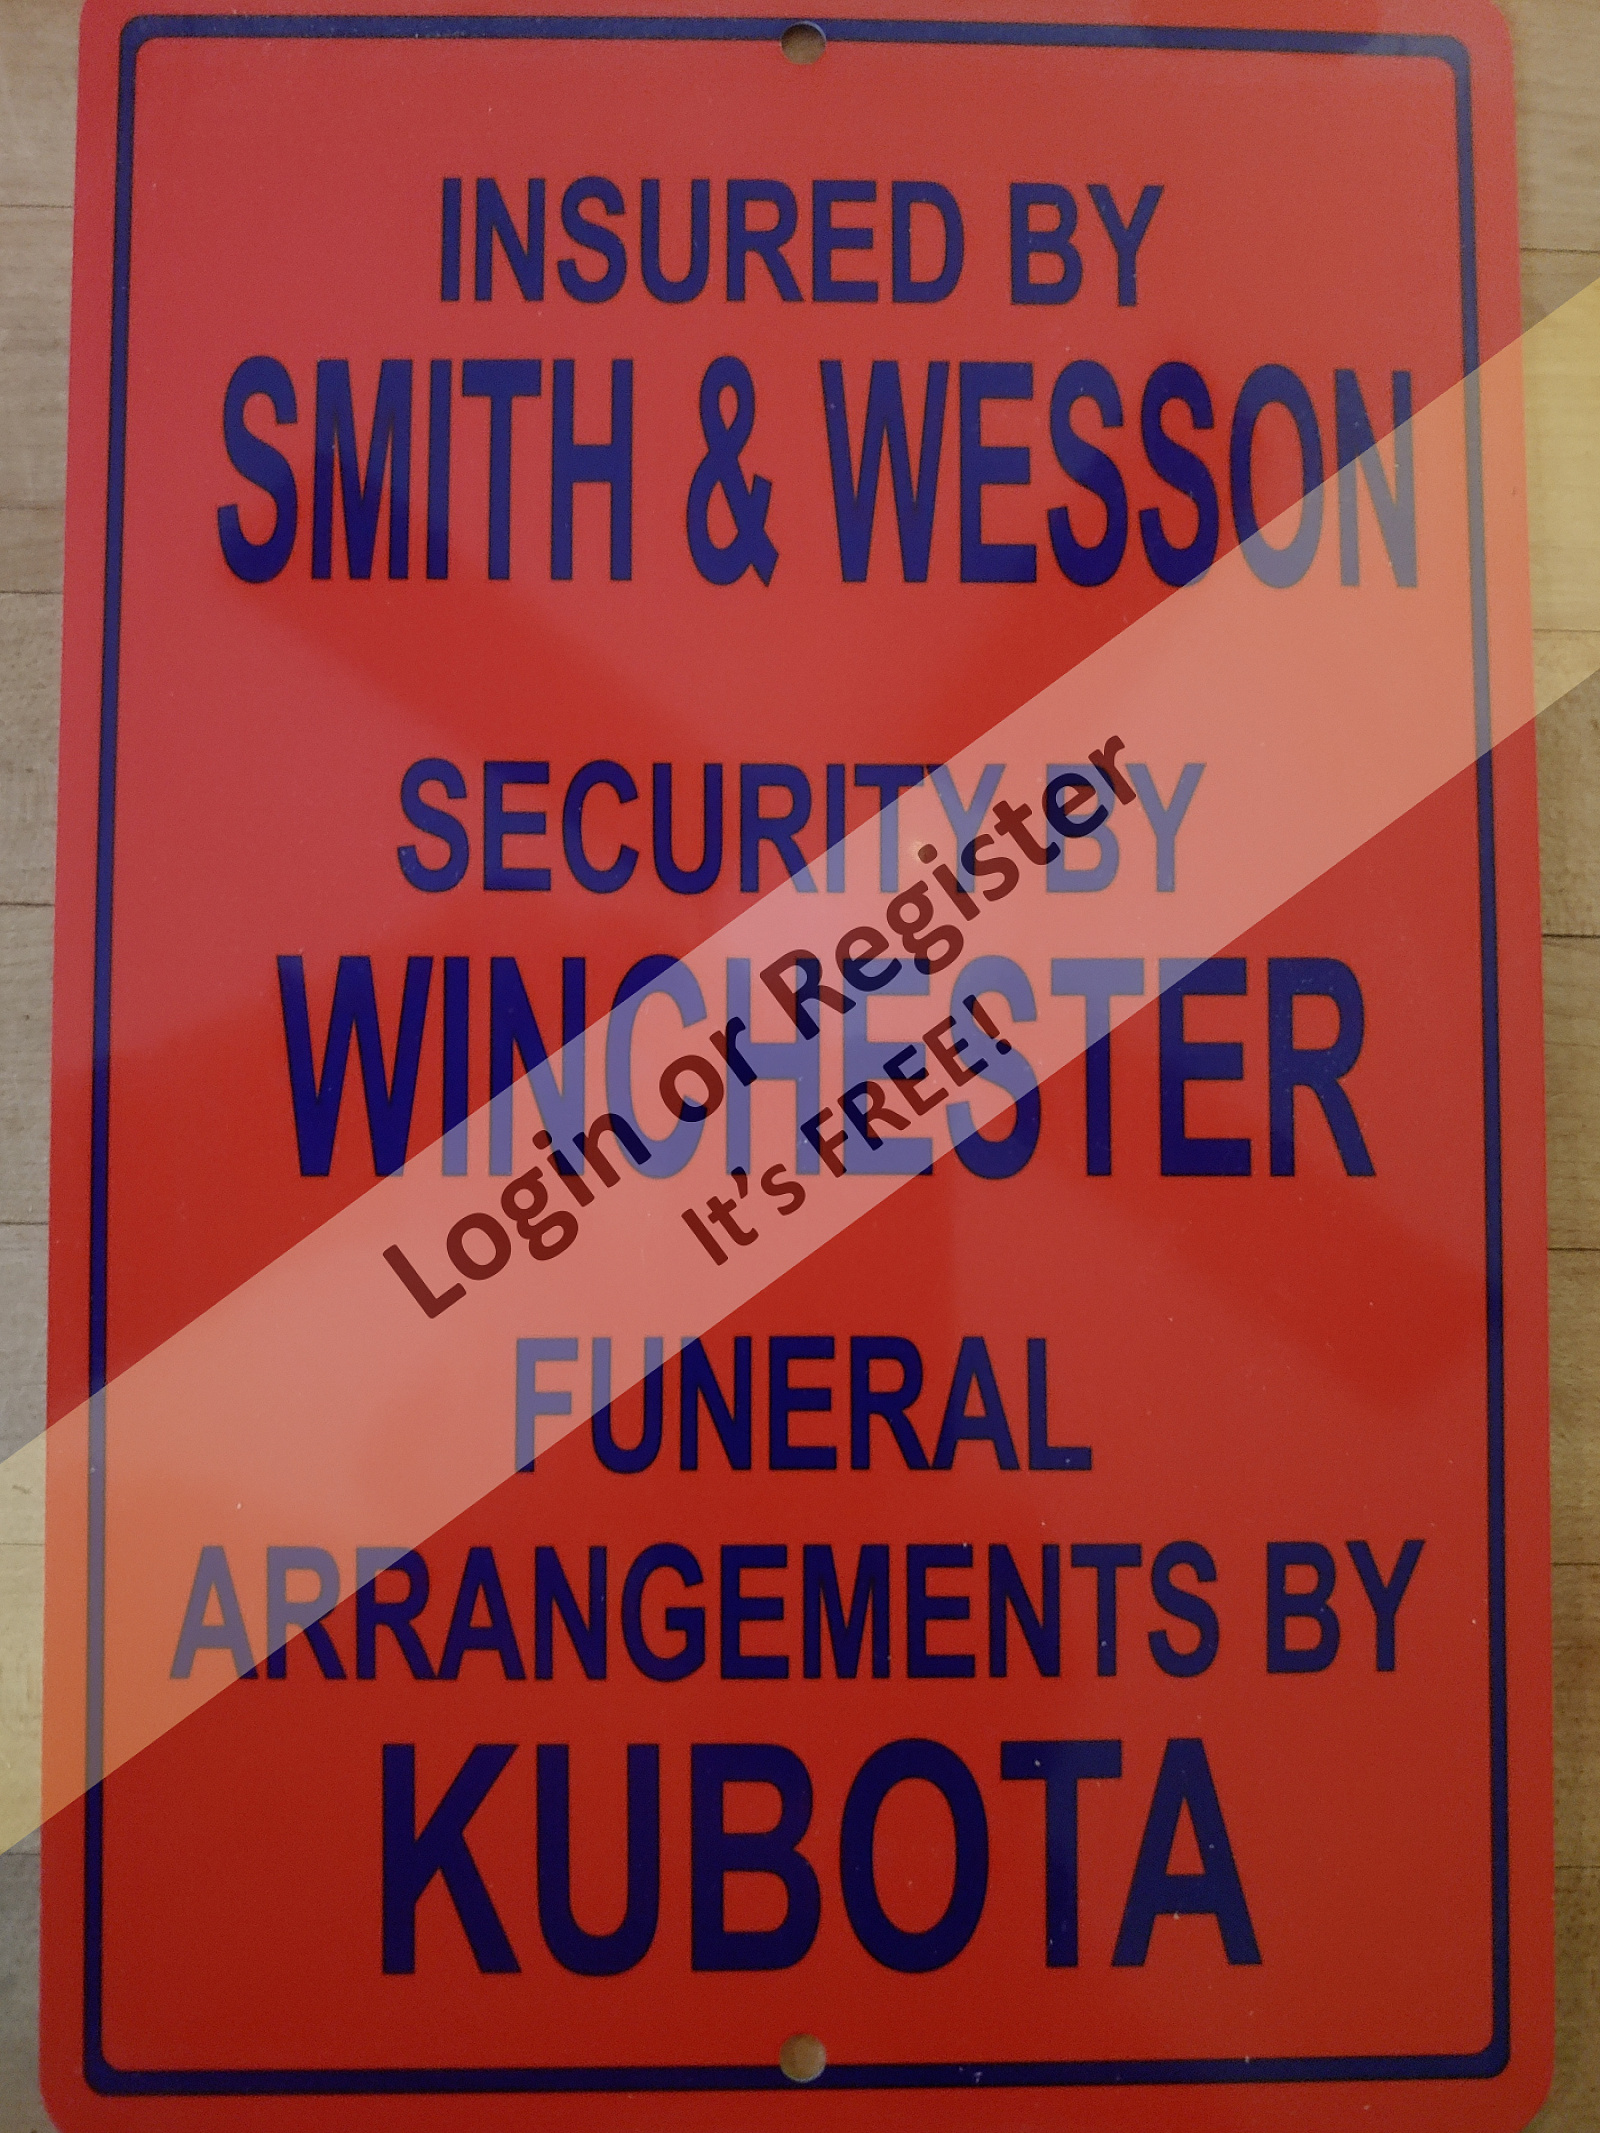 INSURED BY
SMITH & WESSON
SECURITY BY
WINCHESTER
Login or Register
It's FREE!
FUNERAL
ARRANGEMENTS BY
KUBOTA